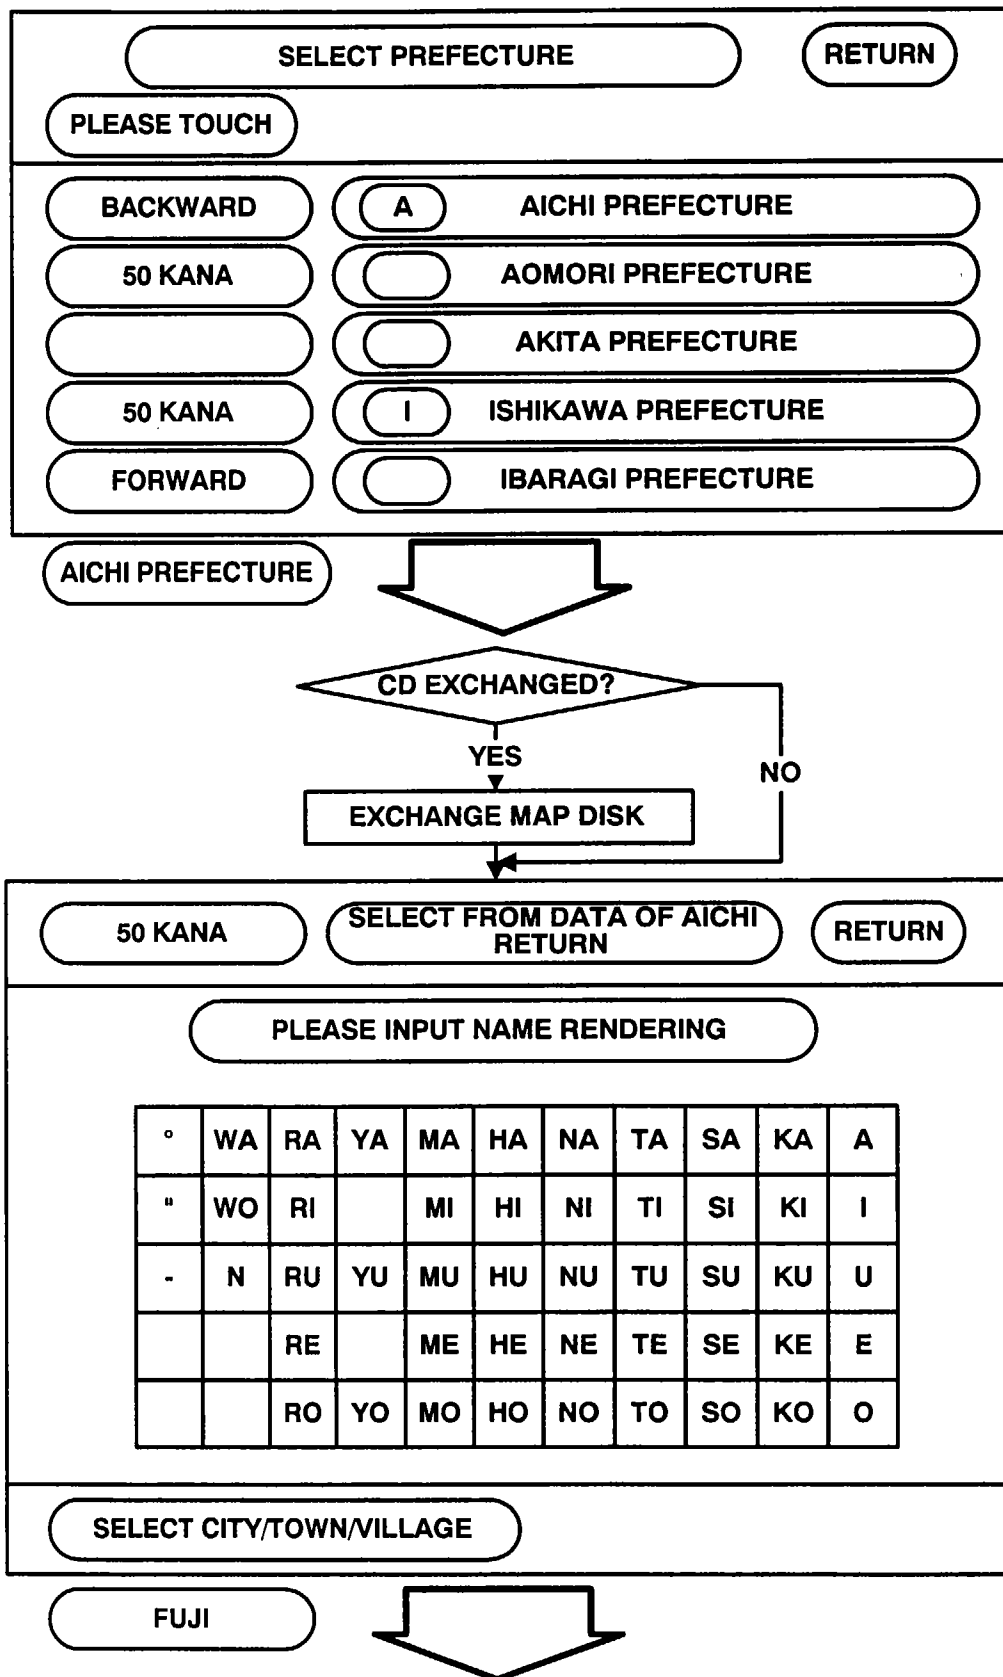 SELECT PREFECTURE RETURN
PLEASE TOUCH
BACKWARD A AICHI PREFECTURE
50 KANA AOMORI PREFECTURE
AKITA PREFECTURE
50 KANA I ISHIKAWA PREFECTURE
FORWARD IBARAGI PREFECTURE
AICHI PREFECTURE
CD EXCHANGED?
YES
NO
EXCHANGE MAP DISK
50 KANA
SELECT FROM DATA OF AICHI
RETURN
RETURN
PLEASE INPUT NAME RENDERING
° WA RA YA MA HA NA TA SA KA A
" WO RI MI HI NI TI SI KI I
- N RU YU MU HU NU TU SU KU U
RE ME HE NE TE SE KE E
RO YO MO HO NO TO SO KO O
SELECT CITY/TOWN/VILLAGE
FUJI